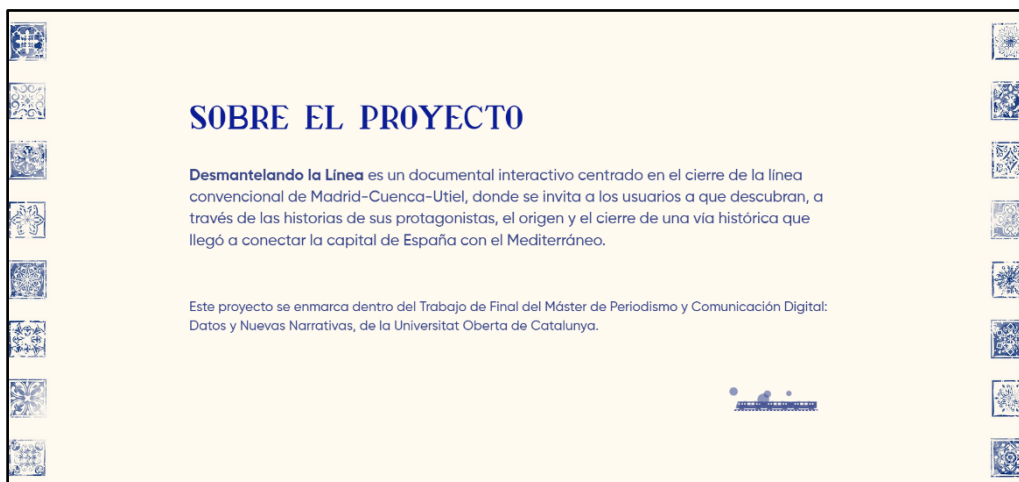 SOBRE EL PROYECTO
Desmantelando la Línea es un documental interactivo centrado en el cierre de la línea
convencional de Madrid-Cuenca-Utiel, donde se invita a los usuarios a que descubran, a
través de las historias de sus protagonistas, el origen y el cierre de una vía histórica que
llegó a conectar la capital de España con el Mediterráneo.
Este proyecto se enmarca dentro del Trabajo de Final del Máster de Periodismo y Comunicación Digital:
Datos y Nuevas Narrativas, de la Universitat Oberta de Catalunya.